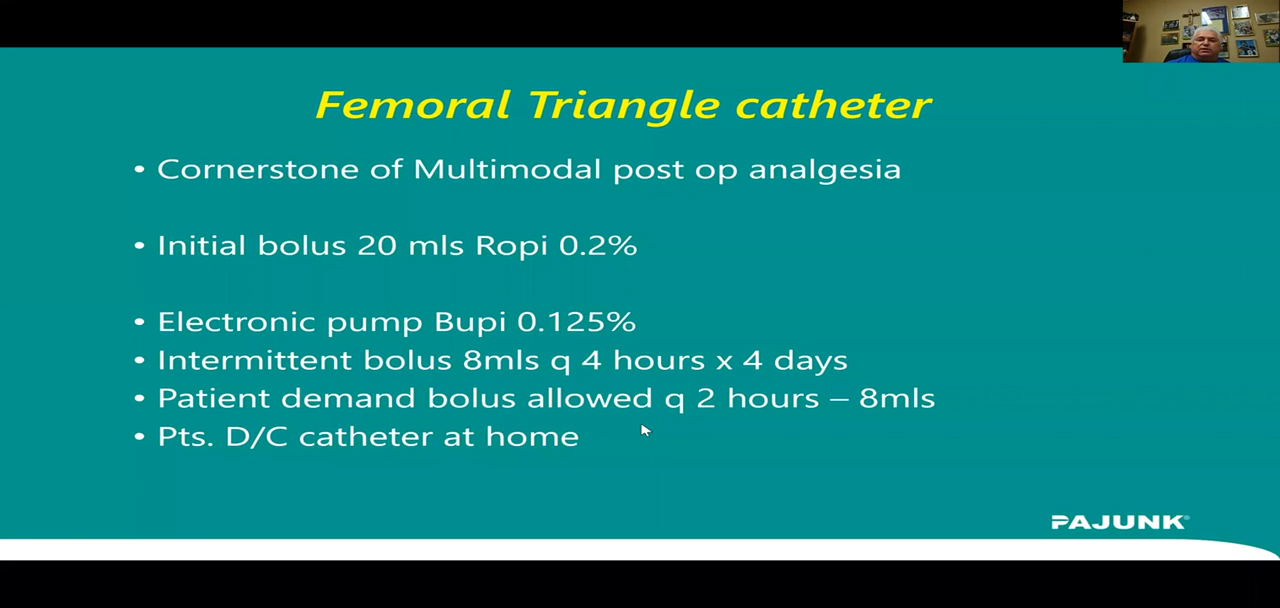 Femoral Triangle catheter
• Cornerstone of Multimodal post op analgesia
• Initial bolus 20 mls Ropi 0.2%
• Electronic pump Bupi 0.125%
• Intermittent bolus 8mls q 4 hours x 4 days
• Patient demand bolus allowed q 2 hours – 8mls
• Pts. D/C catheter at home
PAJUNK®